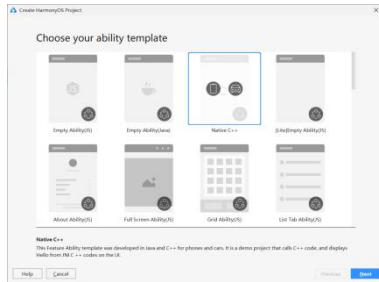 Create HarmonyOS Project
Choose your ability template
Empty Ability(JS)
Empty Ability(Java)
Native C++
[Lite]Empty Ability(JS)
About Ability(JS)
Full Screen Ability(JS)
Grid Ability(JS)
List Tab Ability(JS)
Native C++
This Feature Ability template was developed in Java and C++ for phones and cars. It is a demo project that calls C++ code, and displays
Hello from JNI C++ codes on the UI.
Help
Cancel
Previous
Next